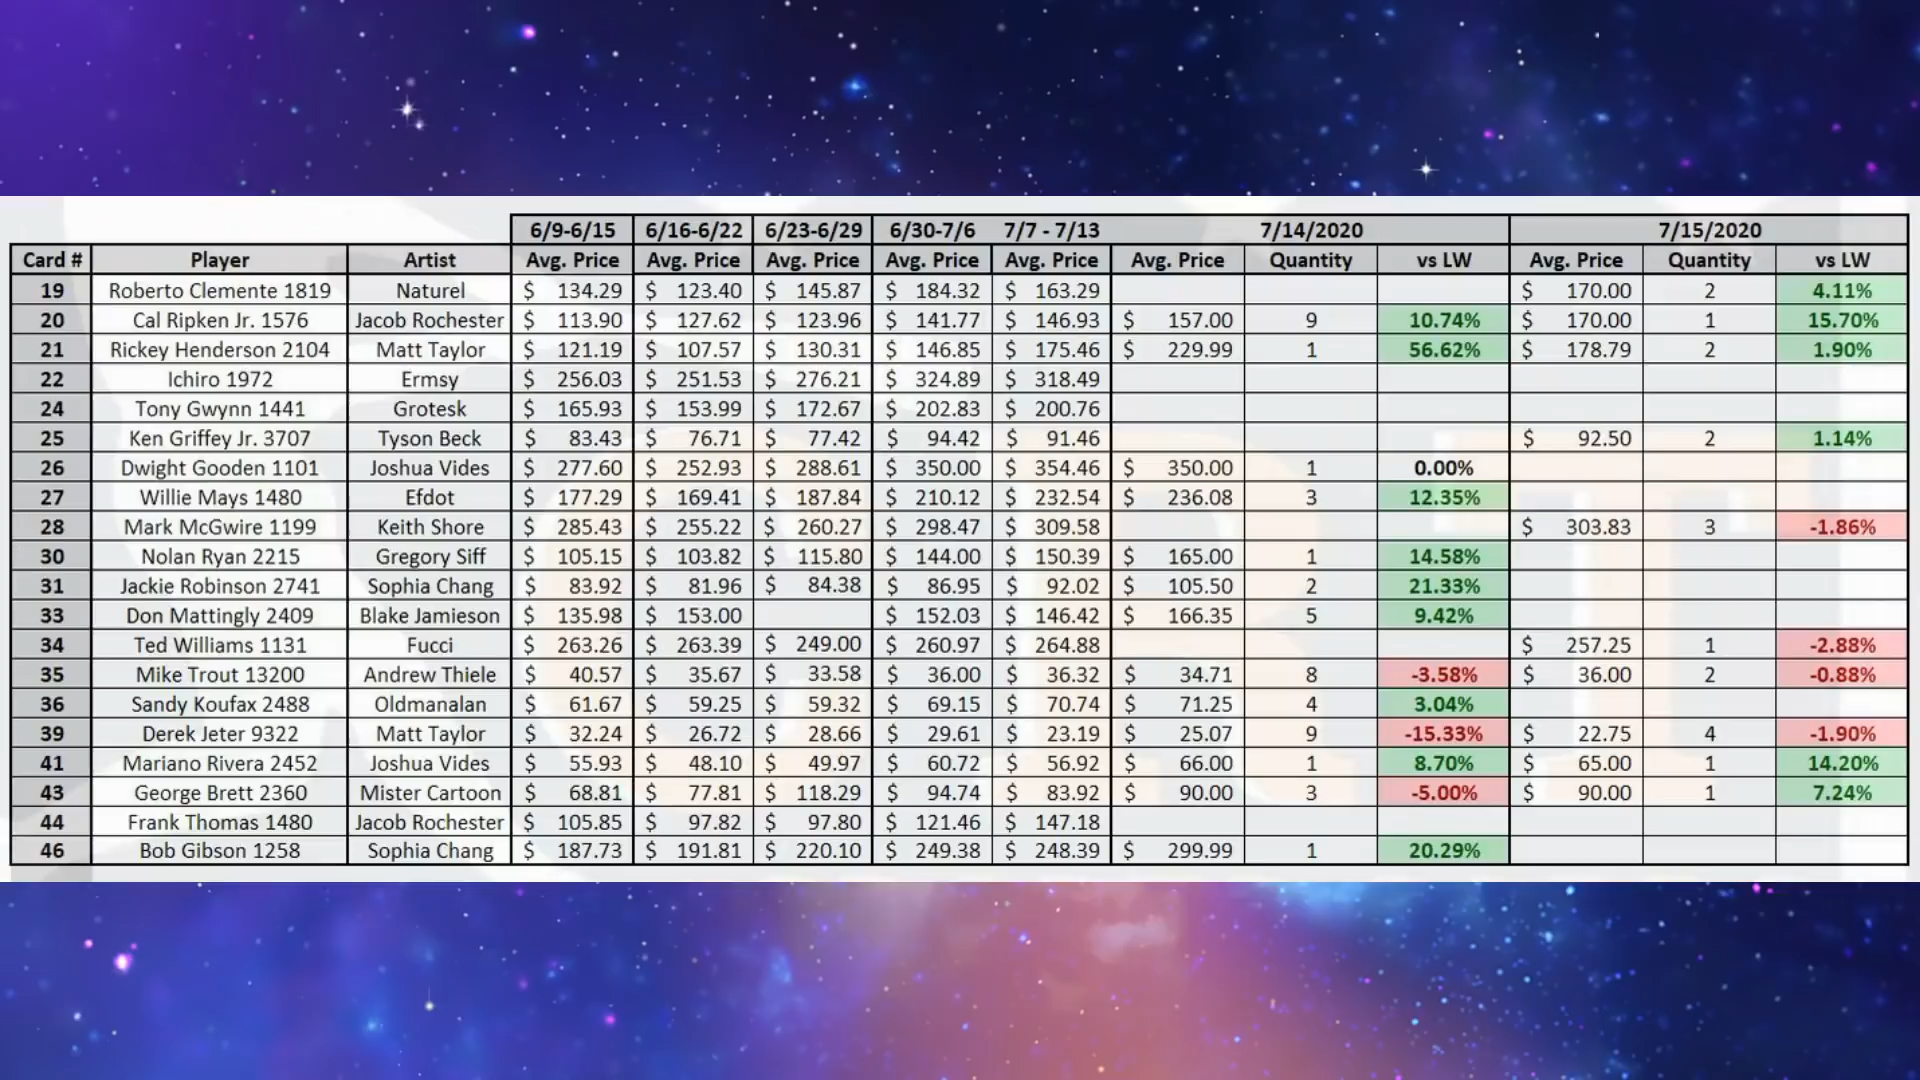 6/9-6/15 6/16-6/22 6/23-6/29 6/30-7/6 7/7 - 7/13 7/14/2020 7/15/2020
Card # Player Artist Avg. Price Avg. Price Avg. Price Avg. Price Avg. Price Avg. Price Quantity vs LW Avg. Price Quantity vs LW
19 Roberto Clemente 1819 Naturel $ 134.29 $ 123.40 $ 145.87 $ 184.32 $ 163.29 $ 170.00 2 4.11%
20 Cal Ripken Jr. 1576 Jacob Rochester $ 113.90 $ 127.62 $ 123.96 $ 141.77 $ 146.93 $ 157.00 9 10.74% $ 170.00 1 15.70%
21 Rickey Henderson 2104 Matt Taylor $ 121.19 $ 107.57 $ 130.31 $ 146.85 $ 175.46 $ 229.99 1 56.62% $ 178.79 2 1.90%
22 Ichiro 1972 Ermsy $ 256.03 $ 251.53 $ 276.21 $ 324.89 $ 318.49
24 Tony Gwynn 1441 Grotesk $ 165.93 $ 153.99 $ 172.67 $ 202.83 $ 200.76
25 Ken Griffey Jr. 3707 Tyson Beck $ 83.43 $ 76.71 $ 77.42 $ 94.42 $ 91.46 $ 92.50 2 1.14%
26 Dwight Gooden 1101 Joshua Vides $ 277.60 $ 252.93 $ 288.61 $ 350.00 $ 354.46 $ 350.00 1 0.00%
27 Willie Mays 1480 Efdot $ 177.29 $ 169.41 $ 187.84 $ 210.12 $ 232.54 $ 236.08 3 12.35%
28 Mark McGwire 1199 Keith Shore $ 285.43 $ 255.22 $ 260.27 $ 298.47 $ 309.58 $ 303.83 3 -1.86%
30 Nolan Ryan 2215 Gregory Siff $ 105.15 $ 103.82 $ 115.80 $ 144.00 $ 150.39 $ 165.00 1 14.58%
31 Jackie Robinson 2741 Sophia Chang $ 83.92 $ 81.96 $ 84.38 $ 86.95 $ 92.02 $ 105.50 2 21.33%
33 Don Mattingly 2409 Blake Jamieson $ 135.98 $ 153.00 $ 152.03 $ 146.42 $ 166.35 5 9.42%
34 Ted Williams 1131 Fucci $ 263.26 $ 263.39 $ 249.00 $ 260.97 $ 264.88 $ 257.25 1 -2.88%
35 Mike Trout 13200 Andrew Thiele $ 40.57 $ 35.67 $ 33.58 $ 36.00 $ 36.32 $ 34.71 8 -3.58% $ 36.00 2 -0.88%
36 Sandy Koufax 2488 Oldmanalan $ 61.67 $ 59.25 $ 59.32 $ 69.15 $ 70.74 $ 71.25 4 3.04%
39 Derek Jeter 9322 Matt Taylor $ 32.24 $ 26.72 $ 28.66 $ 29.61 $ 23.19 $ 25.07 9 -15.33% $ 22.75 4 -1.90%
41 Mariano Rivera 2452 Joshua Vides $ 55.93 $ 48.10 $ 49.97 $ 60.72 $ 56.92 $ 66.00 1 8.70% $ 65.00 1 14.20%
43 George Brett 2360 Mister Cartoon $ 68.81 $ 77.81 $ 118.29 $ 94.74 $ 83.92 $ 90.00 3 -5.00% $ 90.00 1 7.24%
44 Frank Thomas 1480 Jacob Rochester $ 105.85 $ 97.82 $ 97.80 $ 121.46 $ 147.18
46 Bob Gibson 1258 Sophia Chang $ 187.73 $ 191.81 $ 220.10 $ 249.38 $ 248.39 $ 299.99 1 20.29%